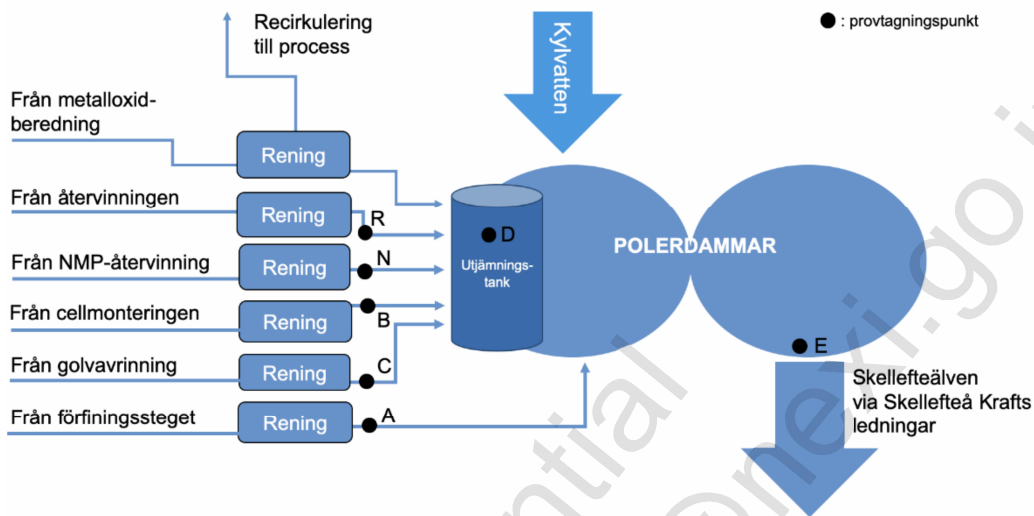 Recirkulering
till process
Kylvatten
: provtagningspunkt
Från metalloxid-
beredning
Rening
Från återvinningen
Rening
R
D
POLERDAMMAR
Från NMP-återvinning
Rening
N
Utjämnings-
tank
Från cellmonteringen
Rening
B
Från golvavrinning
Rening
C
E
Från förfiningssteget
Rening
A
Skellefteälven
via Skellefteå Krafts
ledningar